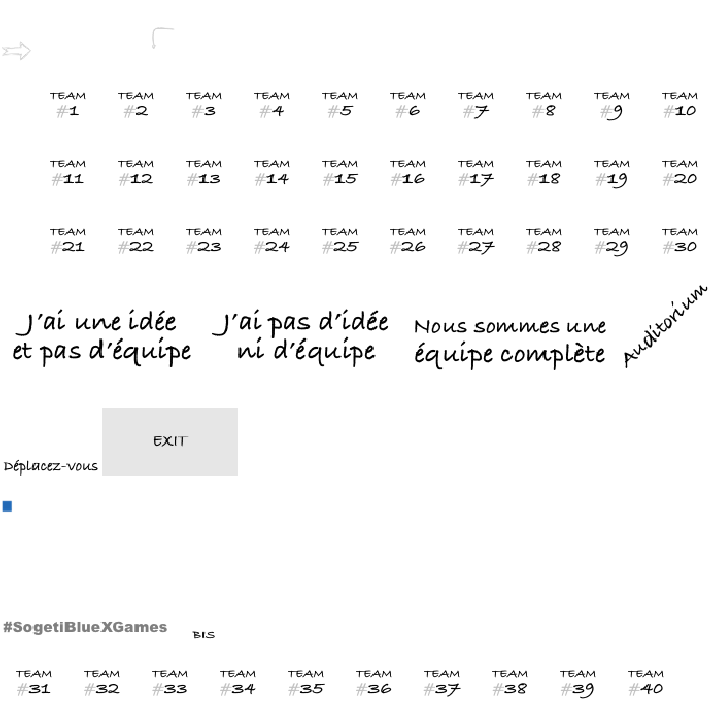 TEAM TEAM TEAM TEAM TEAM TEAM TEAM TEAM TEAM TEAM
#1 #2 #3 #4 #5 #6 #7 #8 #9 #10
TEAM TEAM TEAM TEAM TEAM TEAM TEAM TEAM TEAM TEAM
#11 #12 #13 #14 #15 #16 #17 #18 #19 #20
TEAM TEAM TEAM TEAM TEAM TEAM TEAM TEAM TEAM TEAM
#21 #22 #23 #24 #25 #26 #27 #28 #29 #30
J'ai une idée
et pas d'équipe
J'ai pas d'idée
ni d'équipe
Nous sommes une
équipe complète
Auditorium
EXIT
Déplacez-vous
#SogetiBlueXGames
BIS
TEAM TEAM TEAM TEAM TEAM TEAM TEAM TEAM TEAM TEAM
#31 #32 #33 #34 #35 #36 #37 #38 #39 #40